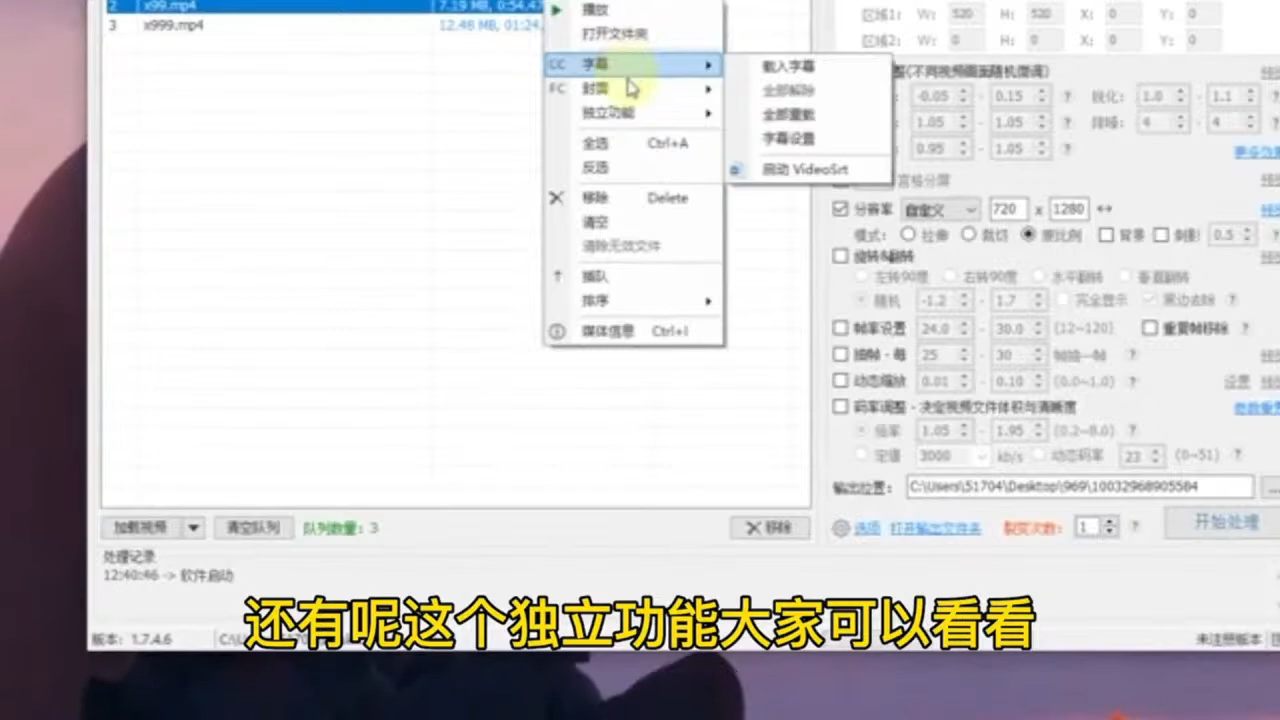 2 x999.mp4 7.19 MB, 0:54.4
3 x999.mp4 12.46 MB, 01:24.
播放
打开文件夹
CC 字幕
FC 封面
独立功能
全选 Ctrl+A
反选
移除 Delete
清空
清除无效文件
插队
排序
媒体信息 Ctrl+I
载入字幕
全部解除
全部重载
字幕设置
启动 VideoSrt
区域1: W: 520 H: 520 X: 0 Y: 0
区域2: W: 0 H: 0 X: 0 Y: 0
整(不同视频画面随机微调)
-0.05 - 0.15 ? 锐化: 1.0 - 1.1 ?
1.05 - 1.05 ? 降噪: 4 - 4 ?
0.95 - 1.05 ?
更多效果
宫格分屏
分辨率 自定义 720 x 1280
模式: 拉伸 裁切 原比例 背景 倒影 0.5
旋转&翻转
左转90度 右转90度 水平翻转 垂直翻转
随机 -1.2 - 1.7 完全显示 黑边去除 ?
帧率设置 24.0 - 30.0 (12~120) 重复帧移除 ?
抽帧 - 每 25 - 30 帧抽一帧 ?
动态缩放 0.01 - 0.10 (0.0~1.0) ? 设置
码率调整 - 决定视频文件体积与清晰度
倍率 1.05 - 1.95 (0.2~8.0) ?
定值 3000 kb/s 动态码率 23 (0~51) ?
输出位置: C:\Users\51704\Desktop\969\10032968905584 ...
加载视频 清空队列 队列数量: 3 移除
选项 打开输出文件夹 裂变次数: 1 ? 开始处理
处理记录
12:40:46 -> 软件启动
还有呢这个独立功能大家可以看看
版本: 1.7.4.6 未注册版本